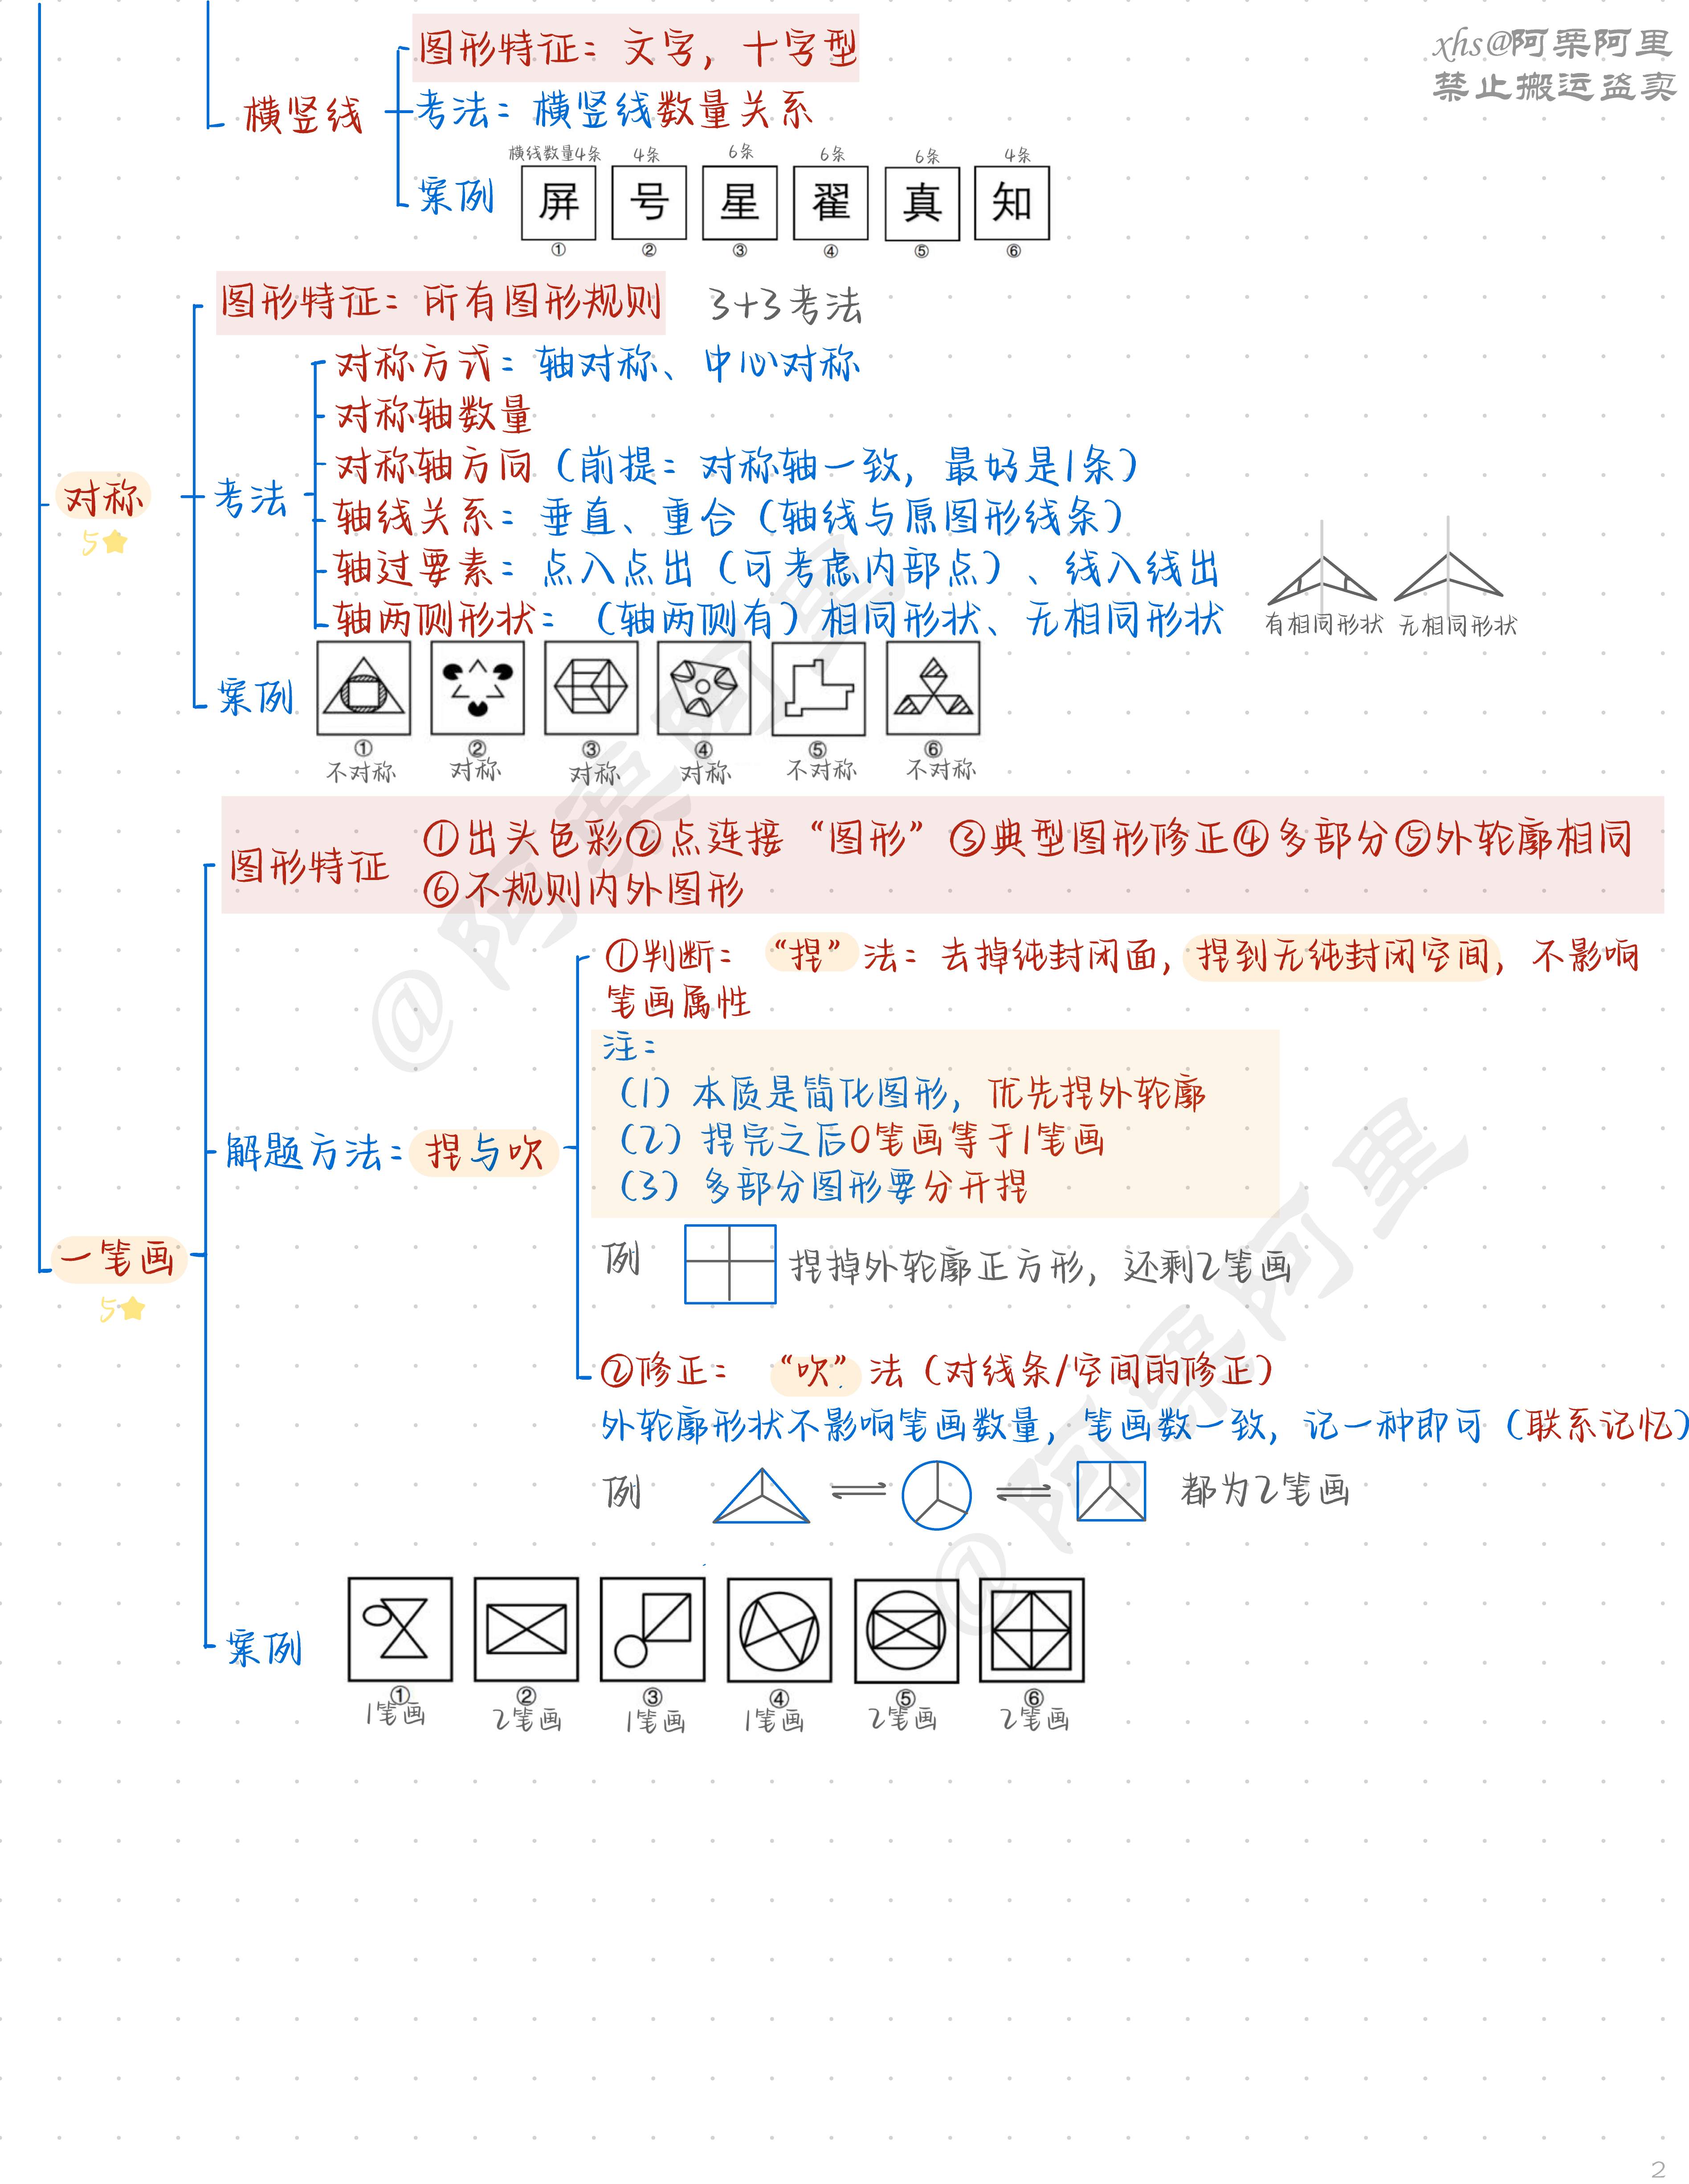 xhs@阿栗阿里
禁止搬运盗卖
图形特征：文字，十字型
横竖线
考法：横竖线数量关系
横线数量4条 4条 6条 6条 6条 4条
案例 屏 号 星 翟 真 知
① ② ③ ④ ⑤ ⑥
图形特征：所有图形规则 3+3考法
对称方式：轴对称、中心对称
对称轴数量
对称轴方向（前提：对称轴一致，最好是1条）
对称
5
考法
轴线关系：垂直、重合（轴线与原图形线条）
轴过要素：点入点出（可考虑内部点）、线入线出
轴两侧形状：（轴两侧有）相同形状、无相同形状
有相同形状 无相同形状
案例
① ② ③ ④ ⑤ ⑥
不对称 对称 对称 对称 不对称 不对称
图形特征
①出头色彩②点连接“图形”③典型图形修正④多部分⑤外轮廓相同
⑥不规则内外图形
①判断：“捏”法：去掉纯封闭面，捏到无纯封闭空间，不影响
笔画属性
注：
（1）本质是简化图形，优先捏外轮廓
（2）捏完之后0笔画等于1笔画
（3）多部分图形要分开捏
解题方法：捏与吹
例 捏掉外轮廓正方形，还剩2笔画
一笔画
5
②修正：“吹”法（对线条/空间的修正）
外轮廓形状不影响笔画数量，笔画数一致，记一种即可（联系记忆）
例 都为2笔画
案例
① ② ③ ④ ⑤ ⑥
1笔画 2笔画 1笔画 1笔画 2笔画 2笔画
@阿栗阿里
@阿栗阿里
2